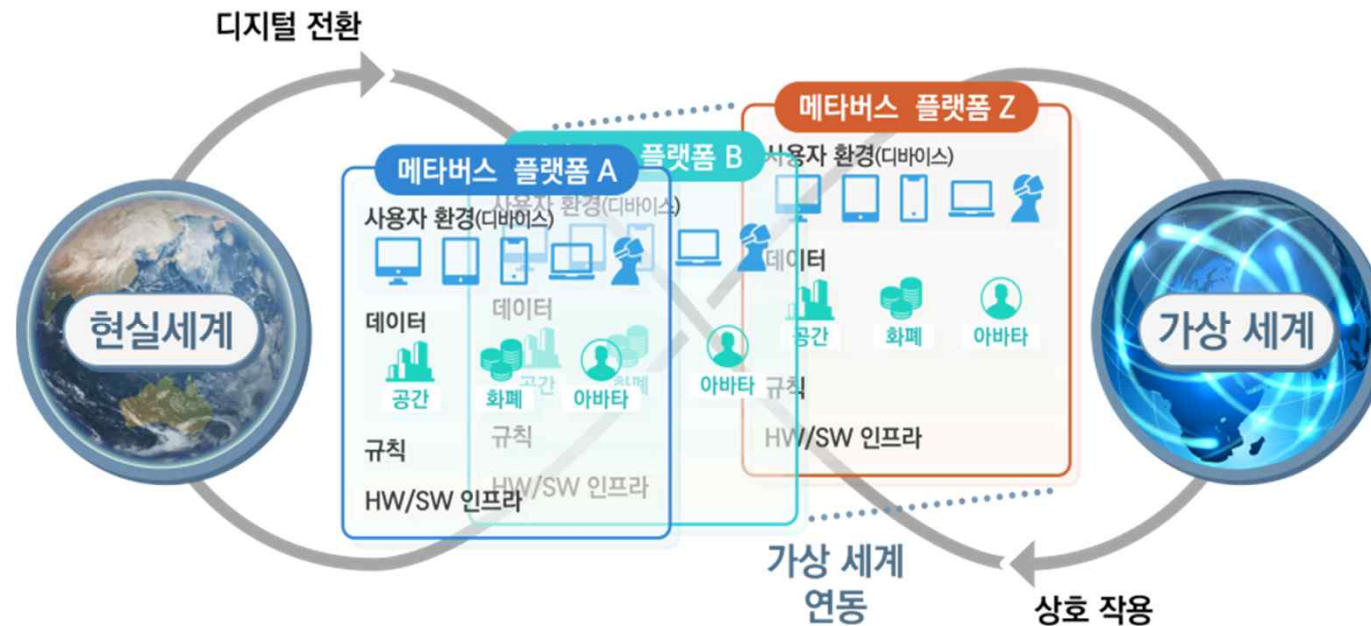 디지털 전환
현실세계
메타버스 플랫폼 A
사용자 환경(디바이스)
데이터
공간
화폐
아바타
규칙
HW/SW 인프라
플랫폼 B
사용자 환경(디바이스)
데이터
공간
화폐
아바타
규칙
HW/SW 인프라
메타버스 플랫폼 Z
사용자 환경(디바이스)
데이터
공간
화폐
아바타
규칙
HW/SW 인프라
가상 세계
가상 세계
연동
상호 작용